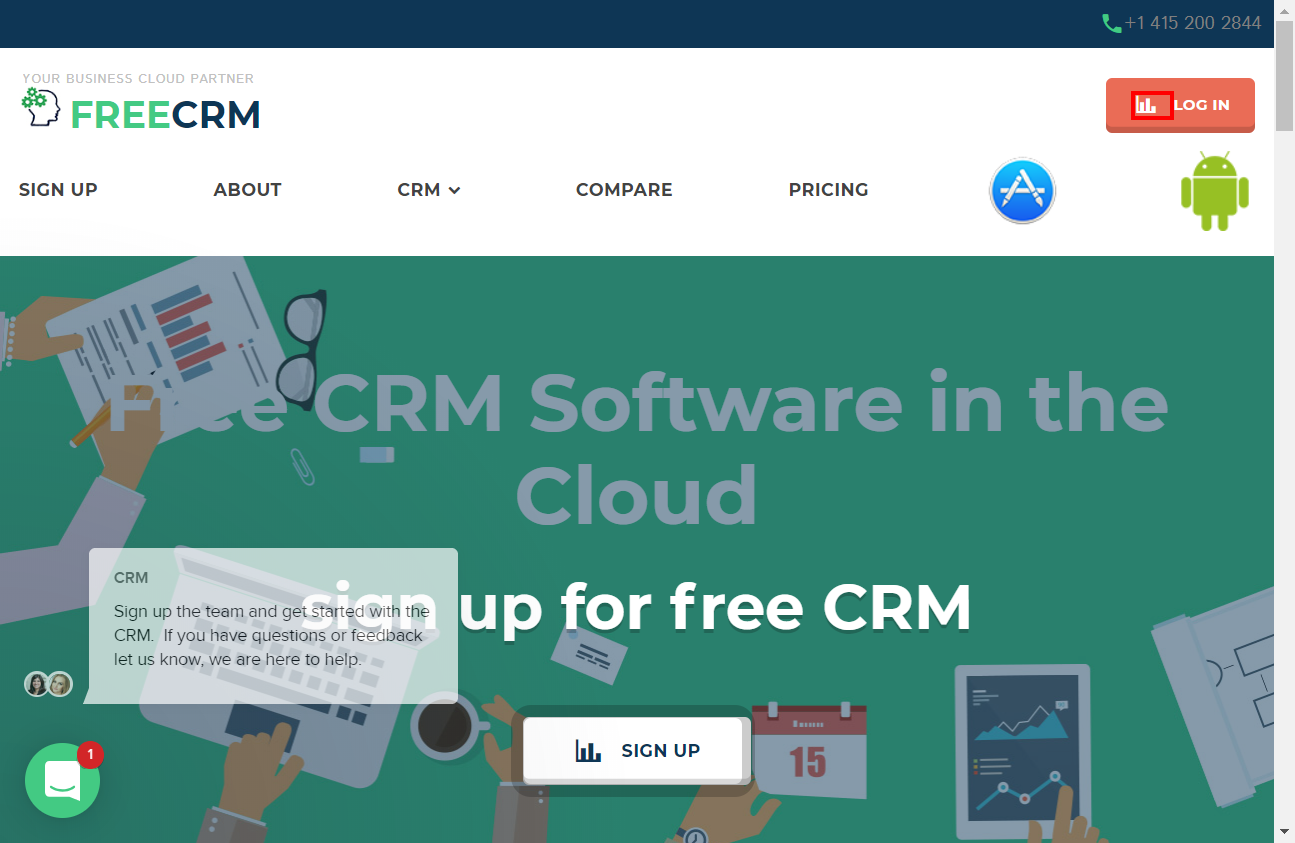 +1 415 200 2844
YOUR BUSINESS CLOUD PARTNER
FREECRM
LOG IN
SIGN UP
ABOUT
CRM
COMPARE
PRICING
Free CRM Software in the
Cloud
sign up for free CRM
CRM
Sign up the team and get started with the
CRM. If you have questions or feedback
let us know, we are here to help.
SIGN UP
15
1